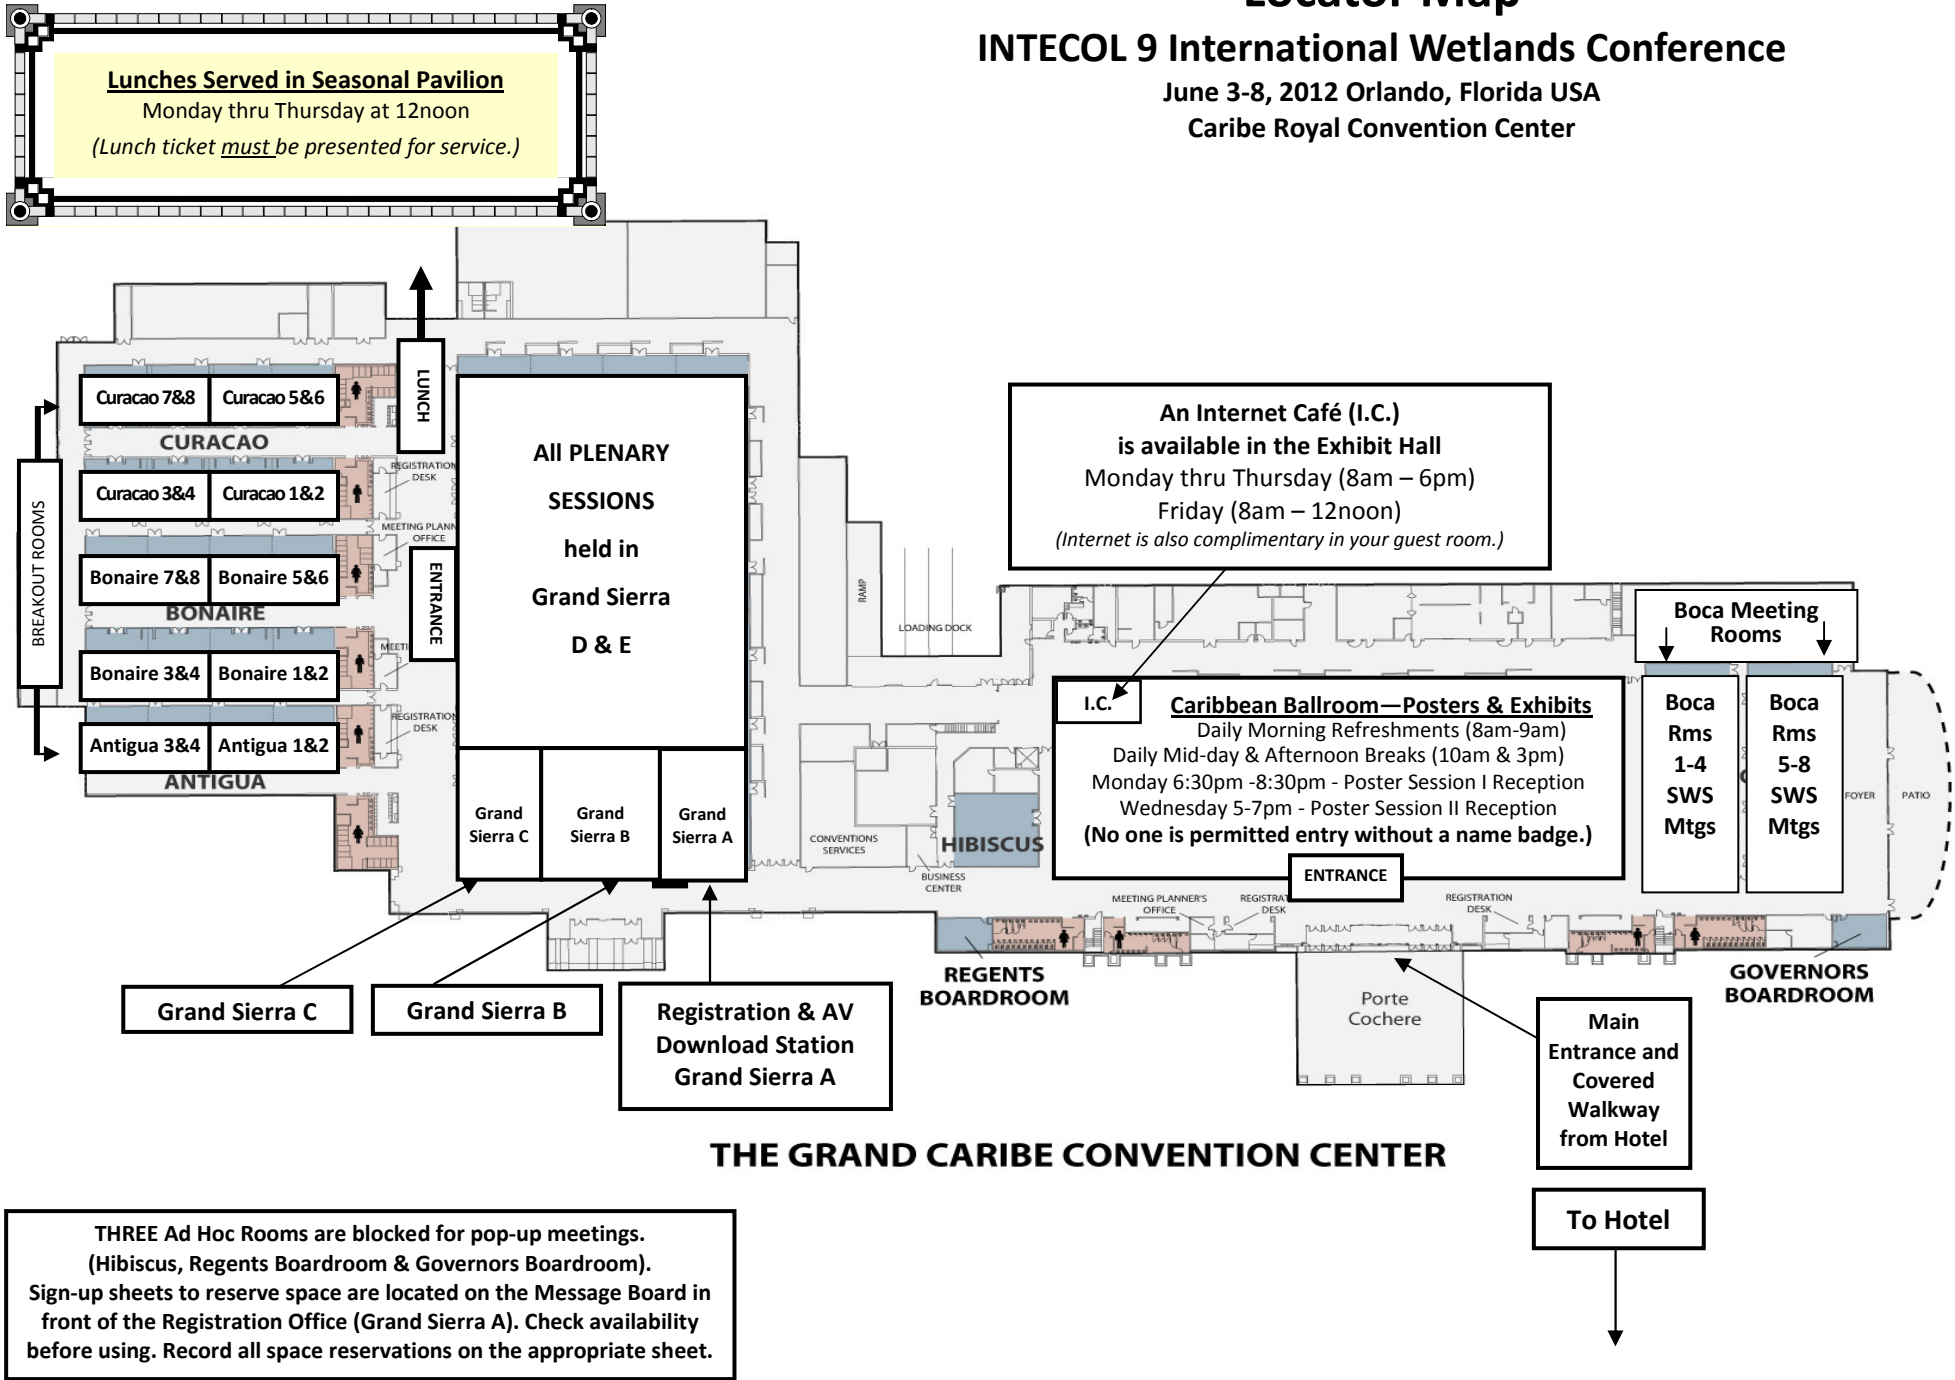 Locator Map
INTECOL 9 International Wetlands Conference
June 3-8, 2012 Orlando, Florida USA
Caribe Royal Convention Center
Lunches Served in Seasonal Pavilion
Monday thru Thursday at 12noon
(Lunch ticket must be presented for service.)
LUNCH
BREAKOUT ROOMS
Curacao 7&8
Curacao 5&6
CURACAO
Curacao 3&4
Curacao 1&2
Bonaire 7&8
Bonaire 5&6
BONAIRE
Bonaire 3&4
Bonaire 1&2
Antigua 3&4
Antigua 1&2
ANTIGUA
REGISTRATION
DESK
MEETING PLANN
OFFICE
ENTRANCE
MEETI
REGISTRATION
DESK
All PLENARY
SESSIONS
held in
Grand Sierra
D & E
Grand
Sierra C
Grand
Sierra B
Grand
Sierra A
Grand Sierra C
Grand Sierra B
Registration & AV
Download Station
Grand Sierra A
An Internet Café (I.C.)
is available in the Exhibit Hall
Monday thru Thursday (8am – 6pm)
Friday (8am – 12noon)
(Internet is also complimentary in your guest room.)
RAMP
LOADING DOCK
CONVENTIONS
SERVICES
HIBISCUS
BUSINESS
CENTER
I.C.
Caribbean Ballroom—Posters & Exhibits
Daily Morning Refreshments (8am-9am)
Daily Mid-day & Afternoon Breaks (10am & 3pm)
Monday 6:30pm -8:30pm - Poster Session I Reception
Wednesday 5-7pm - Poster Session II Reception
(No one is permitted entry without a name badge.)
ENTRANCE
Boca Meeting
Rooms
Boca
Rms
1-4
SWS
Mtgs
Boca
Rms
5-8
SWS
Mtgs
FOYER
PATIO
MEETING PLANNER'S
OFFICE
REGISTRA
DESK
REGISTRATION
DESK
REGENTS
BOARDROOM
GOVERNORS
BOARDROOM
Porte
Cochere
Main
Entrance and
Covered
Walkway
from Hotel
To Hotel
THE GRAND CARIBE CONVENTION CENTER
THREE Ad Hoc Rooms are blocked for pop-up meetings.
(Hibiscus, Regents Boardroom & Governors Boardroom).
Sign-up sheets to reserve space are located on the Message Board in
front of the Registration Office (Grand Sierra A). Check availability
before using. Record all space reservations on the appropriate sheet.